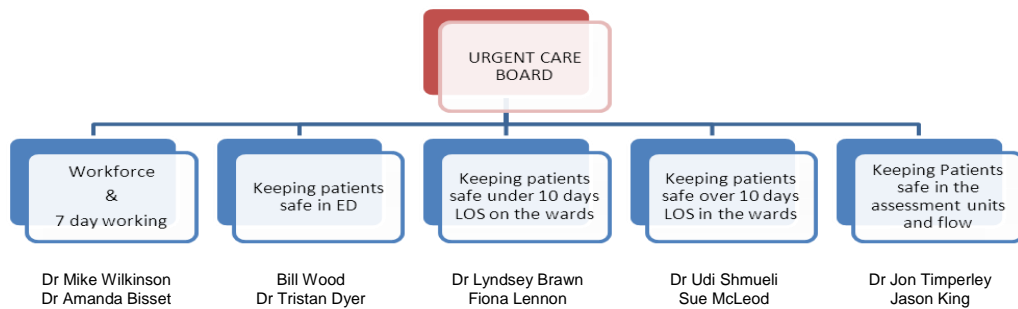 URGENT CARE
BOARD
Workforce
&
7 day working
Keeping patients
safe in ED
Keeping patients
safe under 10 days
LOS on the wards
Keeping patients
safe over 10 days
LOS in the wards
Keeping Patients
safe in the
assessment units
and flow
Dr Mike Wilkinson
Dr Amanda Bisset
Bill Wood
Dr Tristan Dyer
Dr Lyndsey Brawn
Fiona Lennon
Dr Udi Shmueli
Sue McLeod
Dr Jon Timperley
Jason King